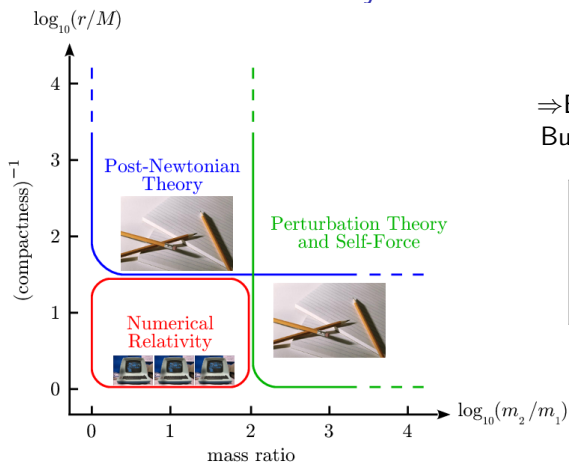 log₁₀(r/M)
4
3
2
1
0
(compactness)⁻¹
Post-Newtonian
Theory
Perturbation Theory
and Self-Force
Numerical
Relativity
0
1
2
3
4
log₁₀(m₂/m₁)
mass ratio